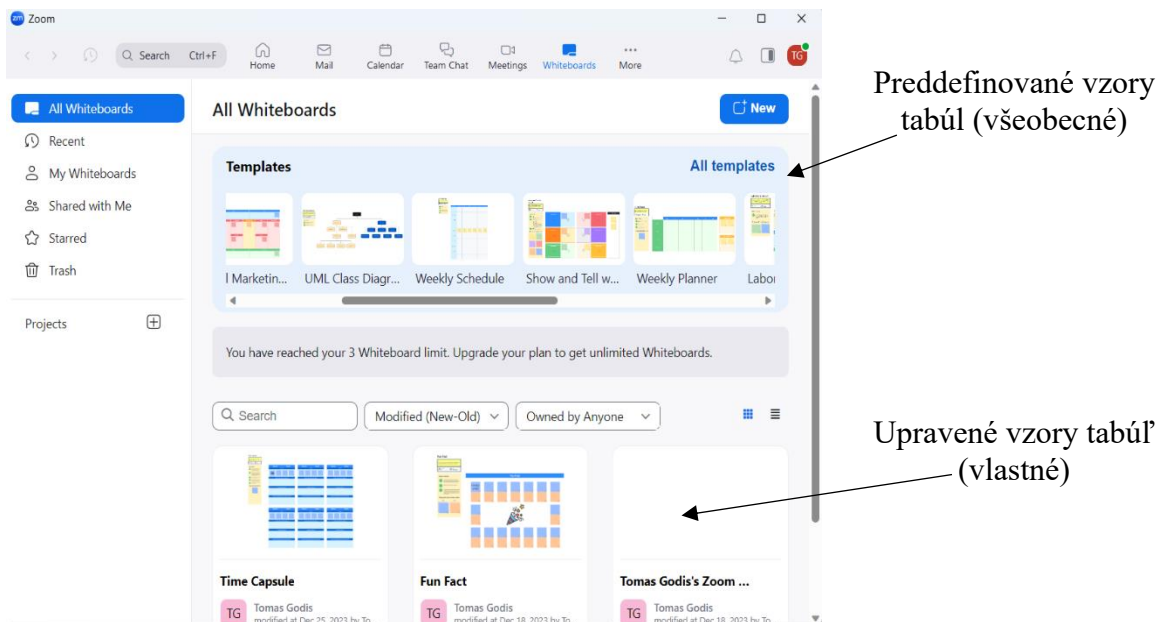 zm Zoom
Search Ctrl+F
Home
Mail
Calendar
Team Chat
Meetings
Whiteboards
More
TG
All Whiteboards
Recent
My Whiteboards
Shared with Me
Starred
Trash
Projects
All Whiteboards
New
Templates
All templates
l Marketin...
UML Class Diagr...
Weekly Schedule
Show and Tell w...
Weekly Planner
Labor
You have reached your 3 Whiteboard limit. Upgrade your plan to get unlimited Whiteboards.
Search
Modified (New-Old)
Owned by Anyone
Time Capsule
TG
Tomas Godis
modified at Dec 25, 2023 by To...
Fun Fact
TG
Tomas Godis
modified at Dec 18, 2023 by To...
Tomas Godis's Zoom ...
TG
Tomas Godis
modified at Dec 18, 2023 by To...
Preddefinované vzory
tabúl (všeobecné)
Upravené vzory tabúľ
(vlastné)